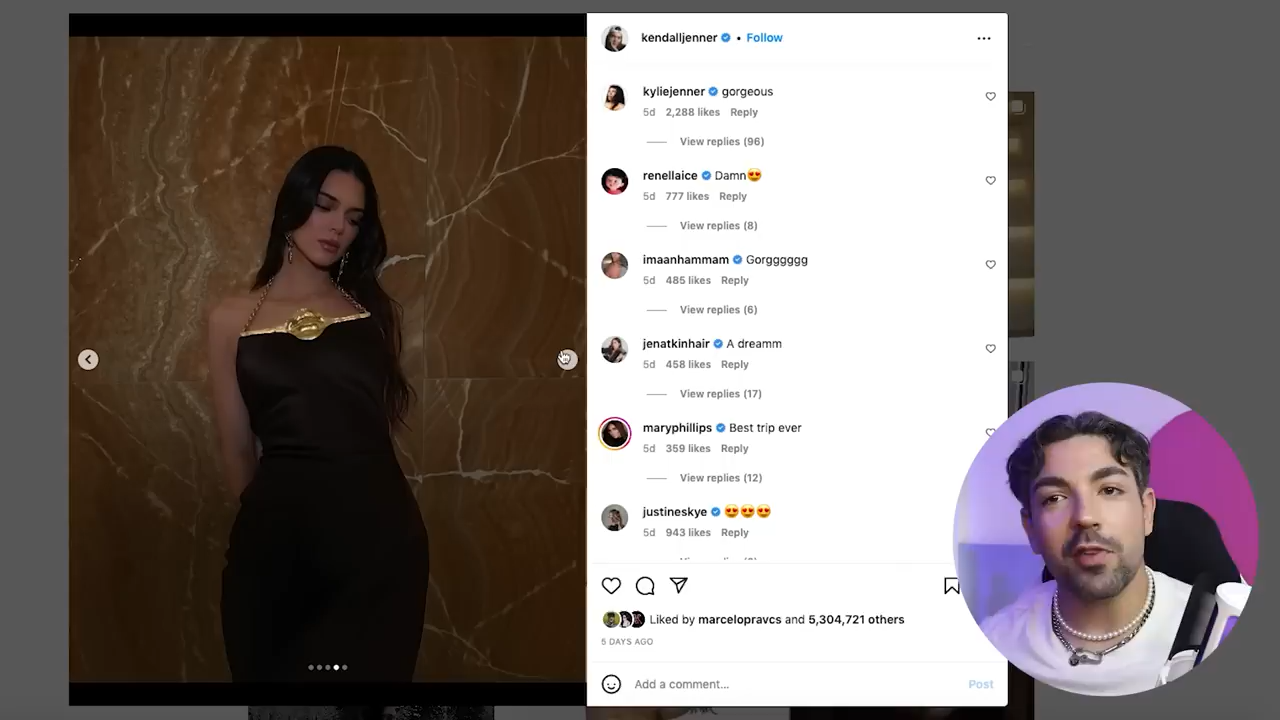 kendalljenner • Follow
kyliejenner gorgeous
5d 2,288 likes Reply
View replies (96)
renellaice Damn😍
5d 777 likes Reply
View replies (8)
imaanhammam Gorgggggg
5d 485 likes Reply
View replies (6)
jenatkinhair A dreamm
5d 458 likes Reply
View replies (17)
maryphillips Best trip ever
5d 359 likes Reply
View replies (12)
justineskye 😍😍😍
5d 943 likes Reply
Liked by marcelopravcs and 5,304,721 others
5 DAYS AGO
Add a comment... Post